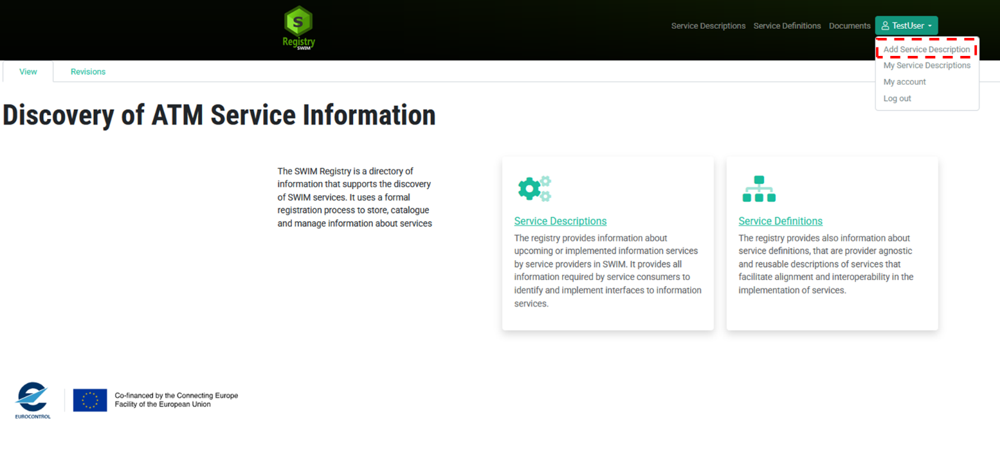 S
Registry
SWIM
Service Descriptions
Service Definitions
Documents
TestUser
Add Service Description
My Service Descriptions
My account
Log out
View
Revisions
Discovery of ATM Service Information
The SWIM Registry is a directory of
information that supports the discovery
of SWIM services. It uses a formal
registration process to store, catalogue
and manage information about services
Service Descriptions
The registry provides information about
upcoming or implemented information services
by service providers in SWIM. It provides all
information required by service consumers to
identify and implement interfaces to information
services.
Service Definitions
The registry provides also information about
service definitions, that are provider agnostic
and reusable descriptions of services that
facilitate alignment and interoperability in the
implementation of services.
EUROCONTROL
Co-financed by the Connecting Europe
Facility of the European Union